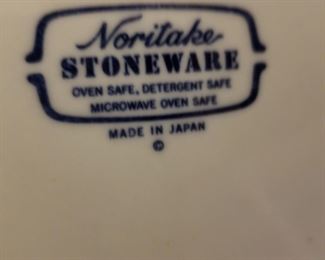 Noritake
STONEWARE
OVEN SAFE, DETERGENT SAFE
MICROWAVE OVEN SAFE
MADE IN JAPAN
©